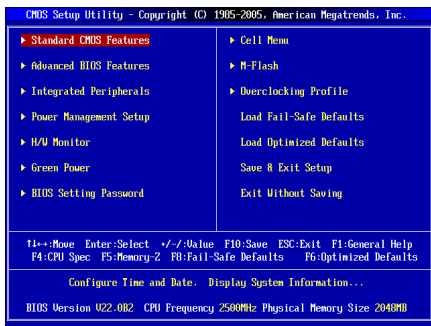 CMOS Setup Utility - Copyright (C) 1985-2005, American Megatrends, Inc.
▶ Standard CMOS Features
▶ Advanced BIOS Features
▶ Integrated Peripherals
▶ Power Management Setup
▶ H/W Monitor
▶ Green Power
▶ BIOS Setting Password
▶ Cell Menu
▶ M-Flash
▶ Overclocking Profile
Load Fail-Safe Defaults
Load Optimized Defaults
Save & Exit Setup
Exit Without Saving
↑↓←→:Move Enter:Select +/-/:Value F10:Save ESC:Exit F1:General Help
F4:CPU Spec F5:Memory-Z F8:Fail-Safe Defaults F6:Optimized Defaults
Configure Time and Date. Display System Information...
BIOS Version V22.0B2 CPU Frequency 2500MHz Physical Memory Size 2048MB